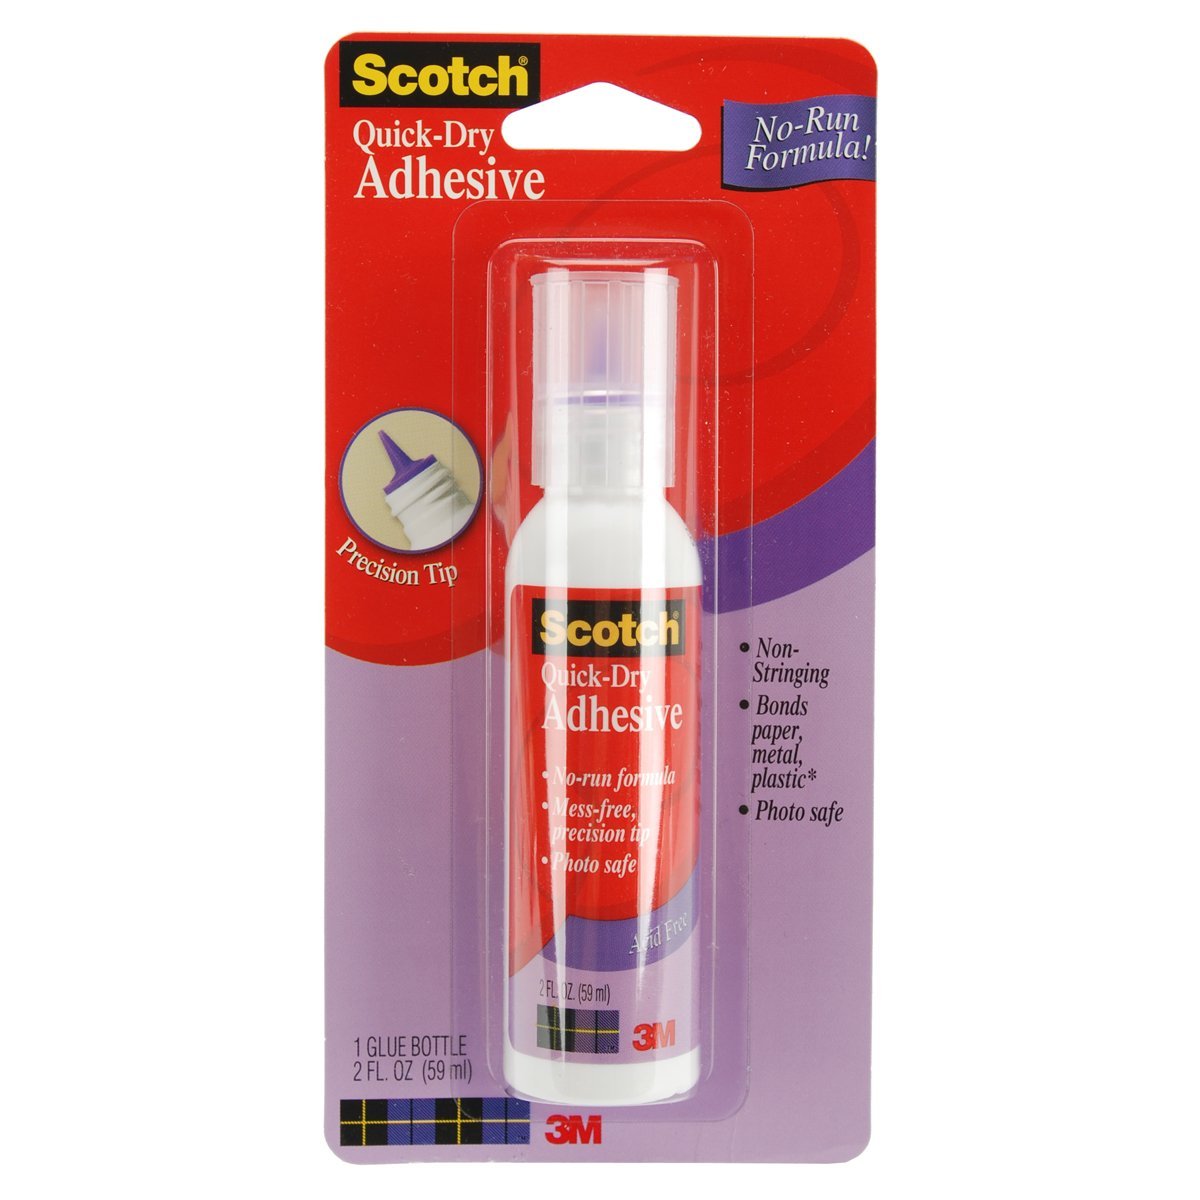 Scotch®
Quick-Dry
Adhesive
No-Run
Formula!
Precision Tip
Scotch®
Quick-Dry
Adhesive
• No-run formula
• Mess-free,
precision tip
• Photo safe
Acid Free
2 FL. OZ. (59 ml)
3M
• Non-
Stringing
• Bonds
paper,
metal,
plastic*
• Photo safe
1 GLUE BOTTLE
2 FL. OZ (59 ml)
3M